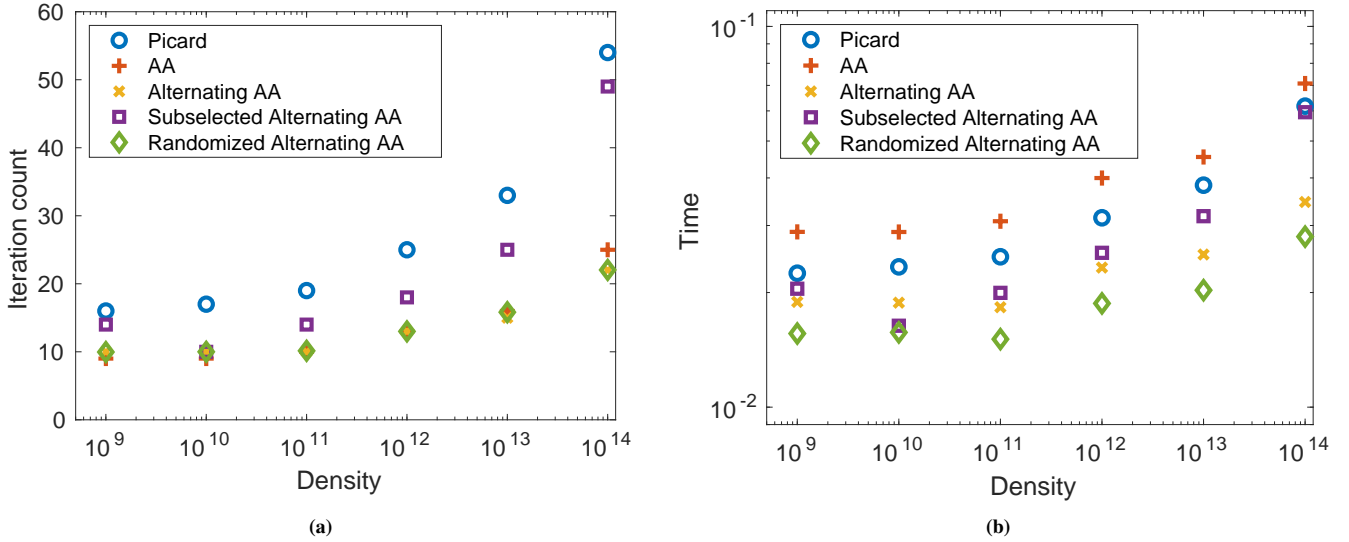 60
50
40
30
20
10
0
Iteration count
Picard
AA
Alternating AA
Subselected Alternating AA
Randomized Alternating AA
10^9
10^10
10^11
10^12
10^13
10^14
Density
(a)
10^-1
10^-2
Time
Picard
AA
Alternating AA
Subselected Alternating AA
Randomized Alternating AA
10^9
10^10
10^11
10^12
10^13
10^14
Density
(b)